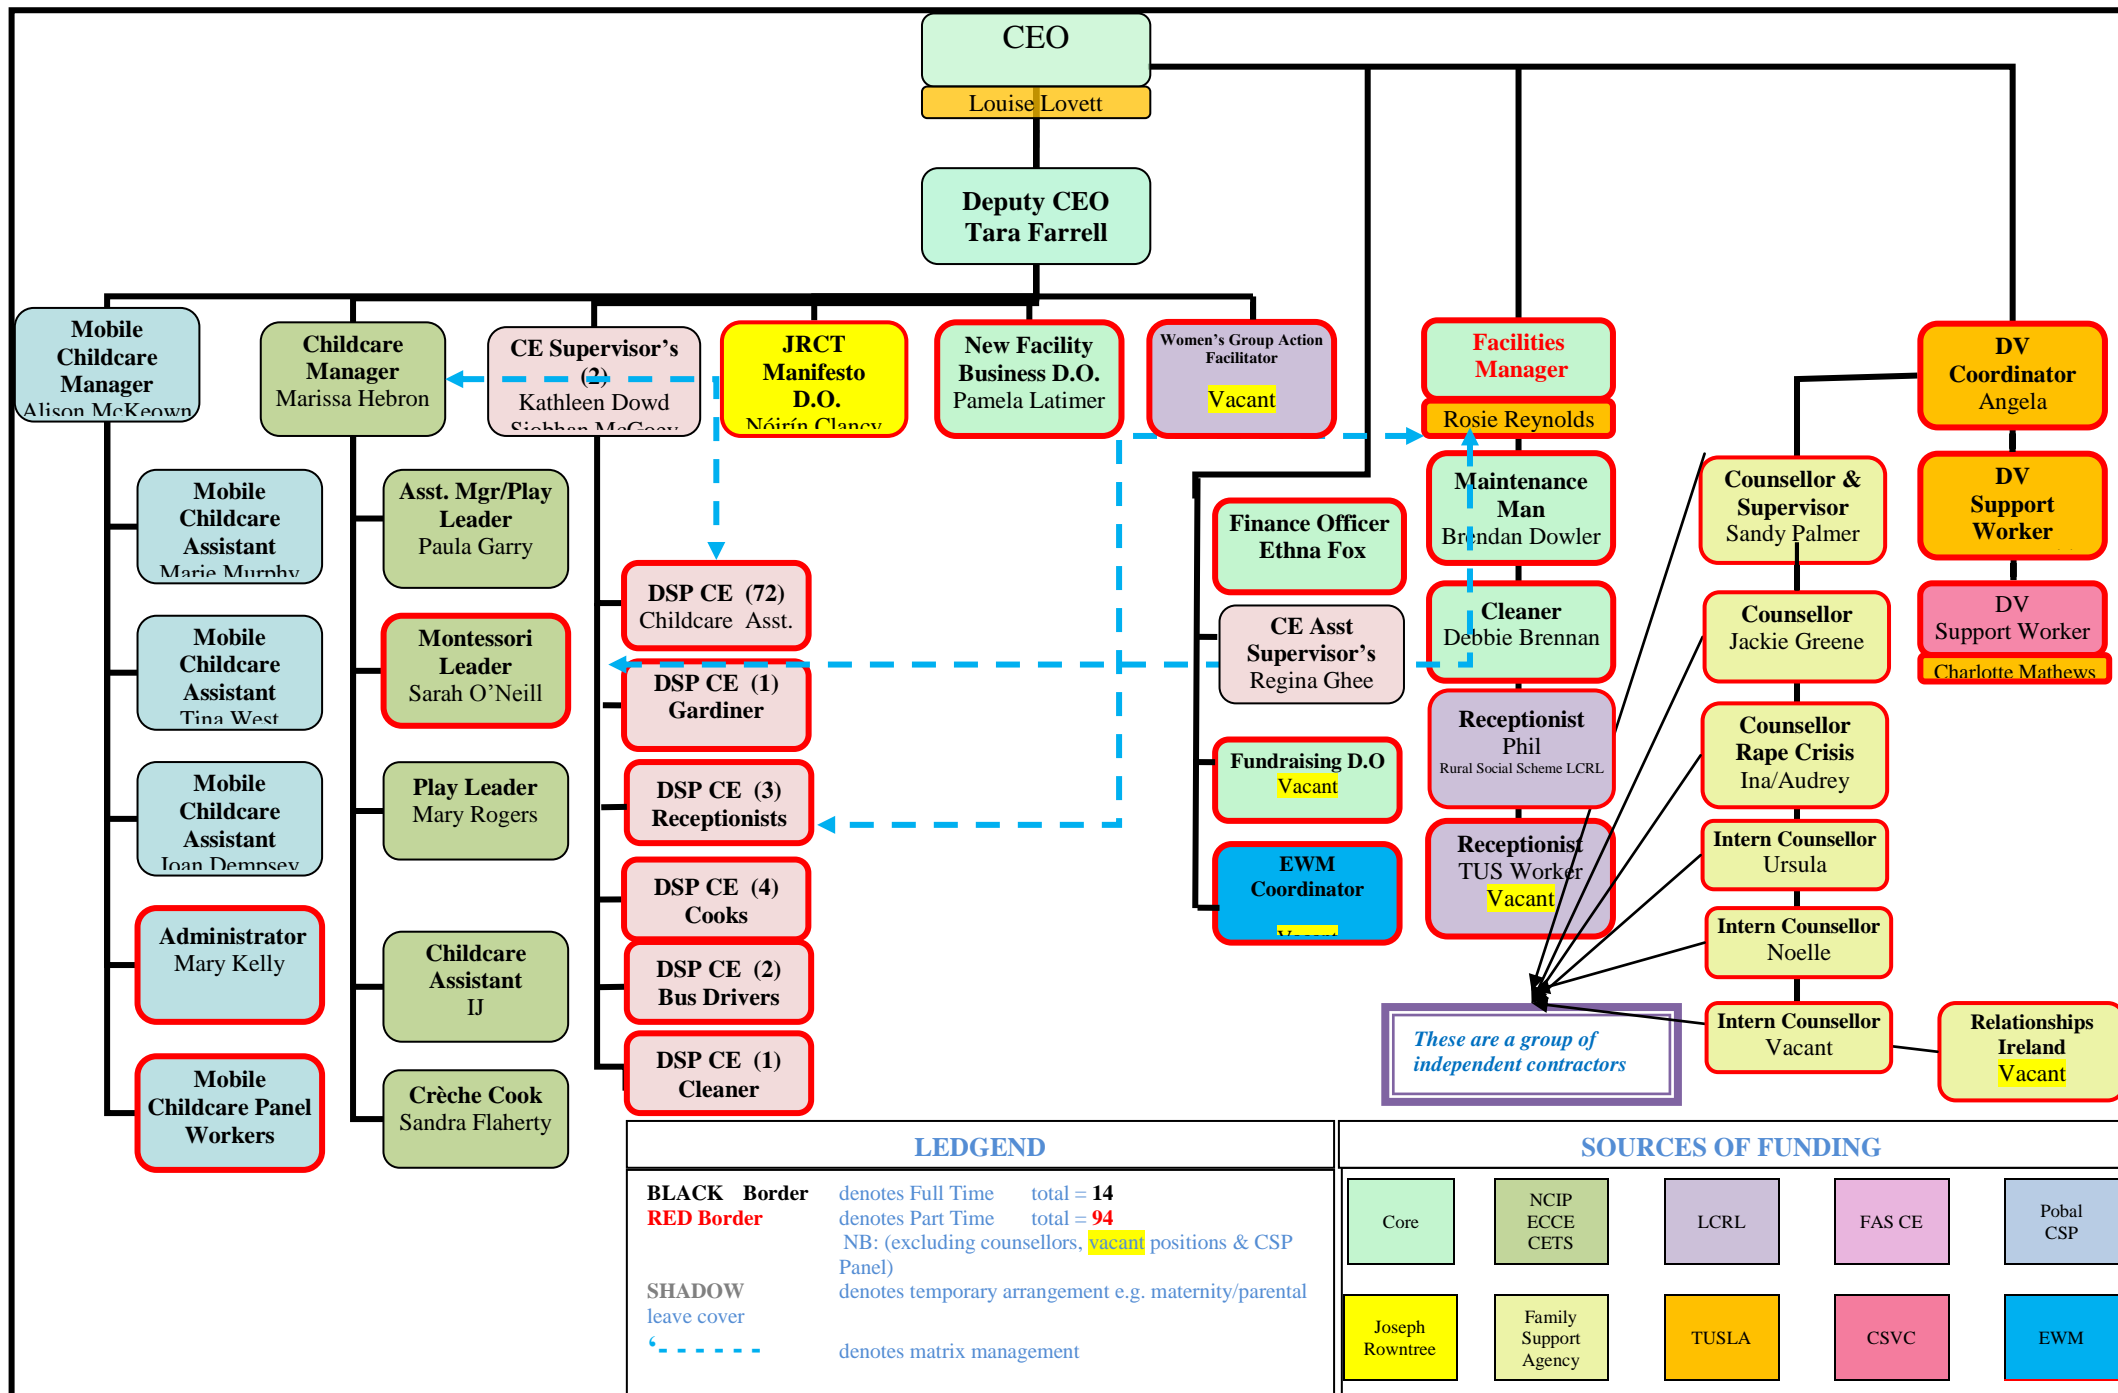 CEO
Louise Lovett
Deputy CEO
Tara Farrell
Mobile
Childcare
Manager
Alison McKeown
Childcare
Manager
Marissa Hebron
CE Supervisor's
(2)
Kathleen Dowd
Siobhan McGoey
JRCT
Manifesto
D.O.
Nóirín Clancy
New Facility
Business D.O.
Pamela Latimer
Women's Group Action
Facilitator
Vacant
Facilities
Manager
Rosie Reynolds
DV
Coordinator
Angela
Mobile
Childcare
Assistant
Marie Murphy
Mobile
Childcare
Assistant
Tina West
Mobile
Childcare
Assistant
Joan Dempsey
Administrator
Mary Kelly
Mobile
Childcare Panel
Workers
Asst. Mgr/Play
Leader
Paula Garry
Montessori
Leader
Sarah O'Neill
Play Leader
Mary Rogers
Childcare
Assistant
IJ
Crèche Cook
Sandra Flaherty
DSP CE (72)
Childcare Asst.
DSP CE (1)
Gardiner
DSP CE (3)
Receptionists
DSP CE (4)
Cooks
DSP CE (2)
Bus Drivers
DSP CE (1)
Cleaner
Finance Officer
Ethna Fox
CE Asst
Supervisor's
Regina Ghee
Fundraising D.O
Vacant
EWM
Coordinator
Vacant
Maintenance
Man
Brendan Dowler
Cleaner
Debbie Brennan
Receptionist
Phil
Rural Social Scheme LCRL
Receptionist
TUS Worker
Vacant
Counsellor &
Supervisor
Sandy Palmer
Counsellor
Jackie Greene
Counsellor
Rape Crisis
Ina/Audrey
Intern Counsellor
Ursula
Intern Counsellor
Noelle
Intern Counsellor
Vacant
DV
Support
Worker
DV
Support Worker
Charlotte Mathews
Relationships
Ireland
Vacant
These are a group of
independent contractors
LEDGEND
BLACK Border denotes Full Time total = 14
RED Border denotes Part Time total = 94
NB: (excluding counsellors, vacant positions & CSP
Panel)
SHADOW denotes temporary arrangement e.g. maternity/parental
leave cover
denotes matrix management
SOURCES OF FUNDING
Core
NCIP
ECCE
CETS
LCRL
FAS CE
Pobal
CSP
Joseph
Rowntree
Family
Support
Agency
TUSLA
CSVC
EWM